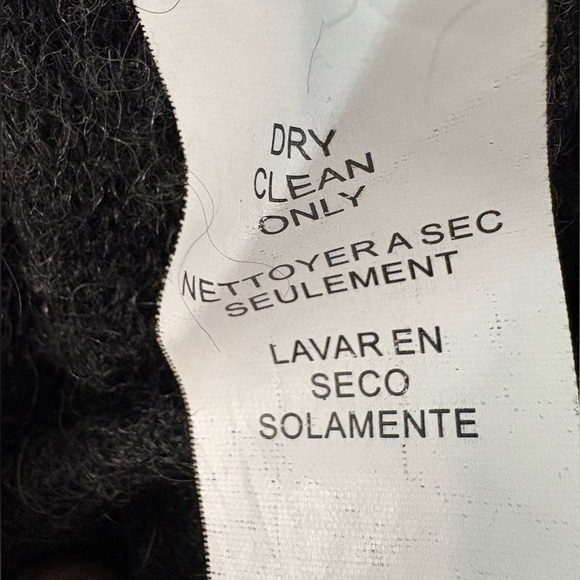 DRY
CLEAN
ONLY
NETTOYER A SEC
SEULEMENT
LAVAR EN
SECO
SOLAMENTE